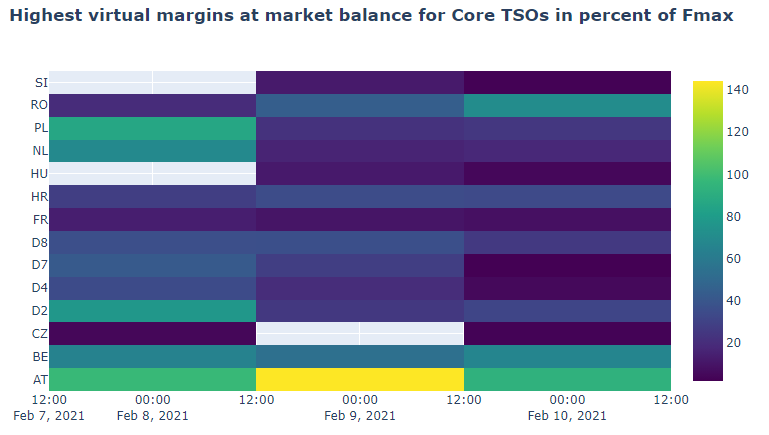 Highest virtual margins at market balance for Core TSOs in percent of Fmax
SI
RO
PL
NL
HU
HR
FR
D8
D7
D4
D2
CZ
BE
AT
12:00
Feb 7, 2021
00:00
Feb 8, 2021
12:00
00:00
Feb 9, 2021
12:00
00:00
Feb 10, 2021
12:00
140
120
100
80
60
40
20